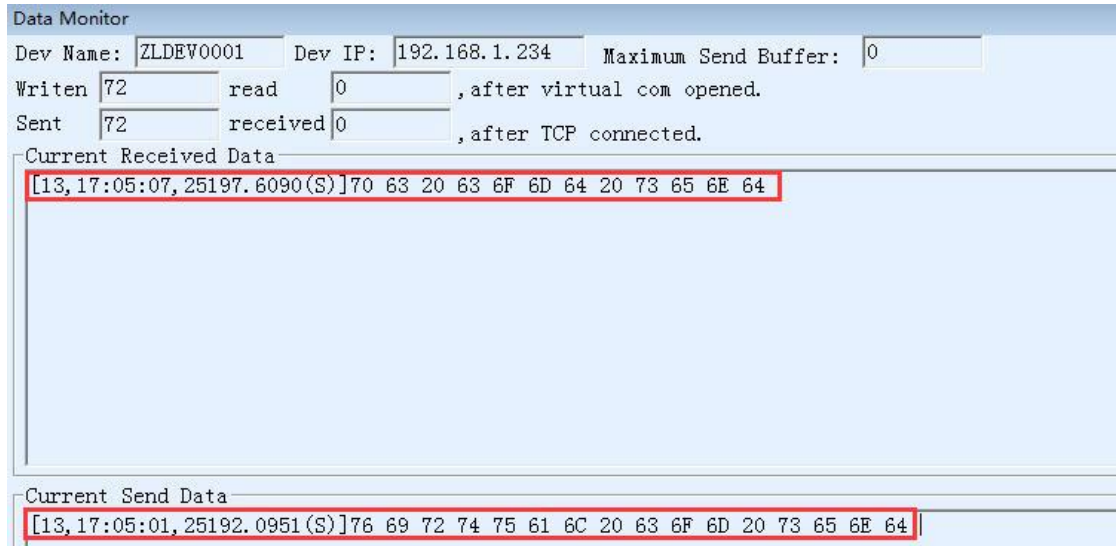 Data Monitor
Dev Name: ZLDEV0001 Dev IP: 192.168.1.234 Maximum Send Buffer: 0
Writen 72 read 0 ,after virtual com opened.
Sent 72 received 0 ,after TCP connected.
Current Received Data
[13,17:05:07,25197.6090(S)]70 63 20 63 6F 6D 64 20 73 65 6E 64
Current Send Data
[13,17:05:01,25192.0951(S)]76 69 72 74 75 61 6C 20 63 6F 6D 20 73 65 6E 64